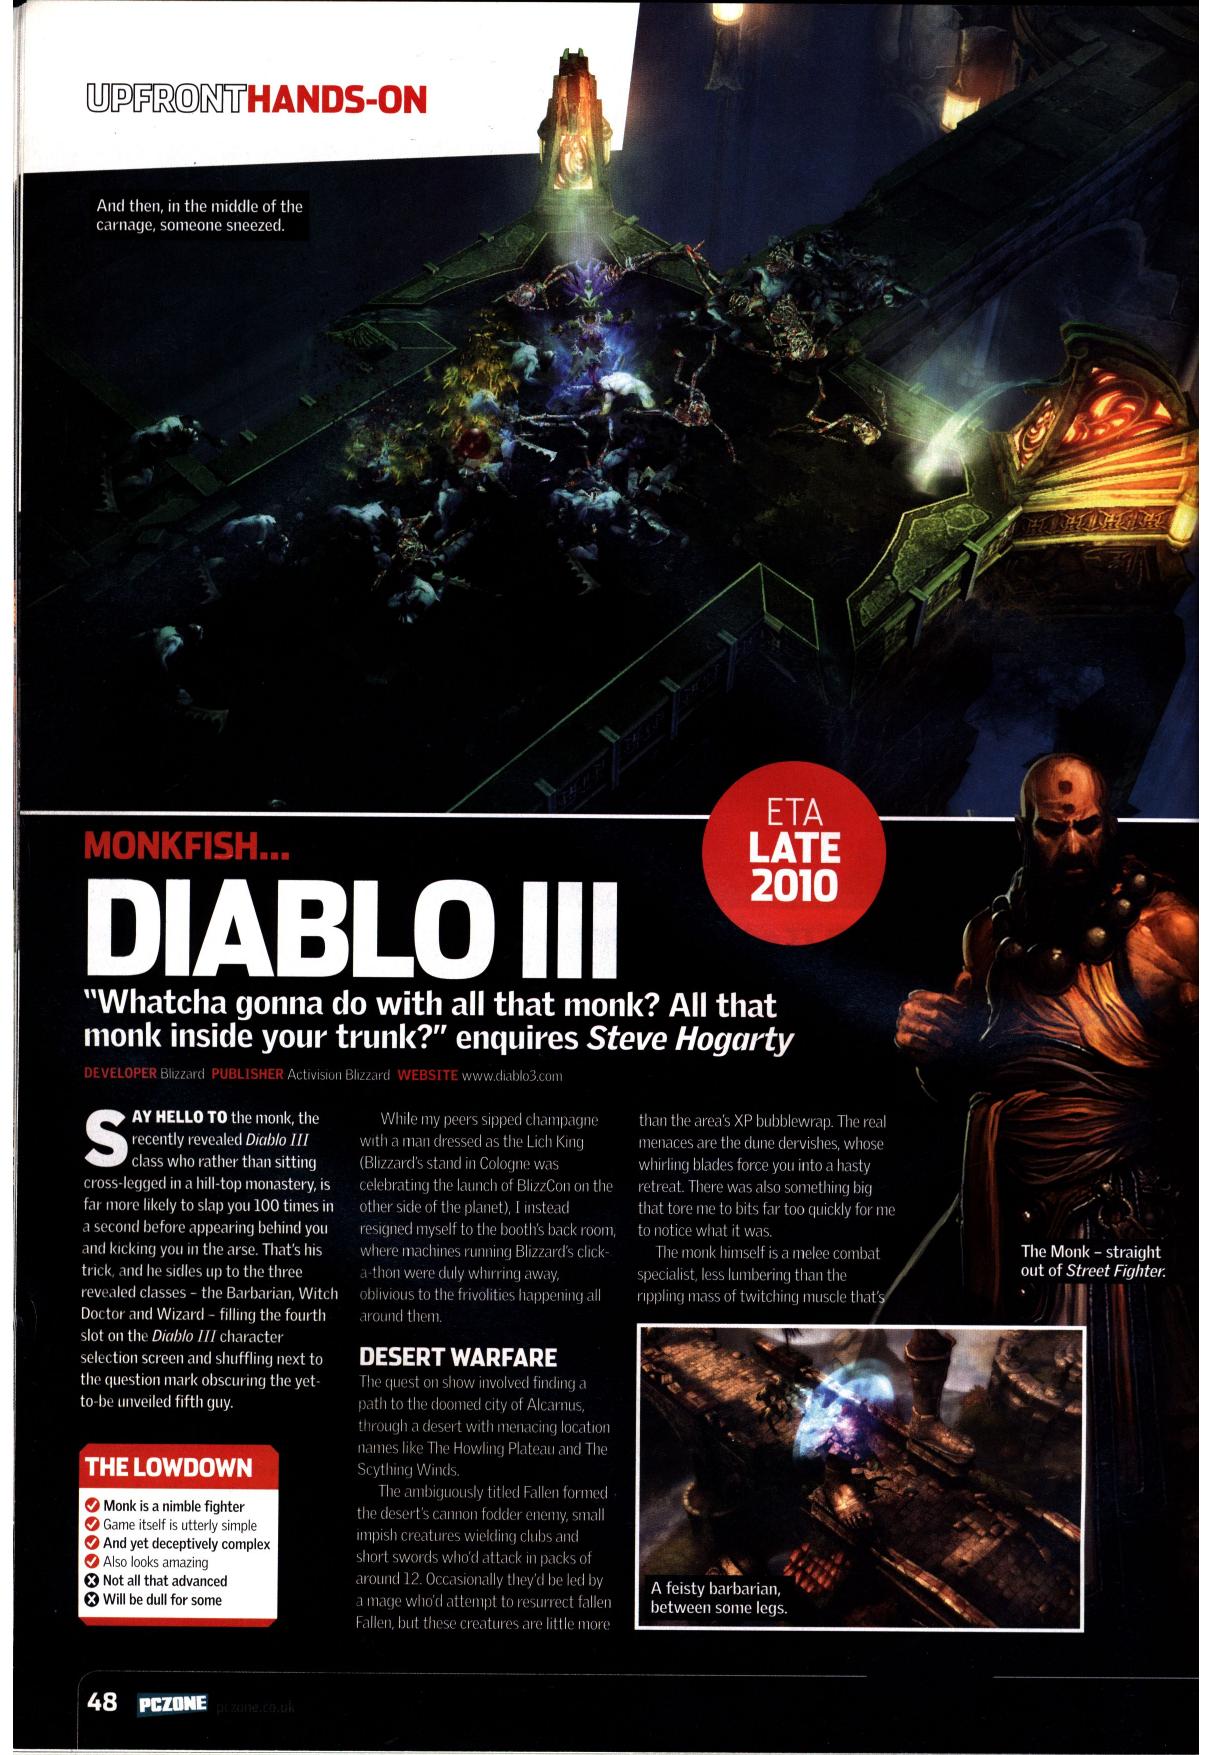 UPFRONTHANDS-ON
And then, in the middle of the
carnage, someone sneezed.
ETA
LATE
2010
MONKFISH...
DIABLO III
"Whatcha gonna do with all that monk? All that
monk inside your trunk?" enquires Steve Hogarty
DEVELOPER Blizzard PUBLISHER Activision Blizzard WEBSITE www.diablo3.com
SAY HELLO TO the monk, the
recently revealed Diablo III
class who rather than sitting
cross-legged in a hill-top monastery, is
far more likely to slap you 100 times in
a second before appearing behind you
and kicking you in the arse. That's his
trick, and he sidles up to the three
revealed classes – the Barbarian, Witch
Doctor and Wizard – filling the fourth
slot on the Diablo III character
selection screen and shuffling next to
the question mark obscuring the yet-
to-be unveiled fifth guy.
THE LOWDOWN
Monk is a nimble fighter
Game itself is utterly simple
And yet deceptively complex
Also looks amazing
Not all that advanced
Will be dull for some
While my peers sipped champagne
with a man dressed as the Lich King
(Blizzard's stand in Cologne was
celebrating the launch of BlizzCon on the
other side of the planet), I instead
resigned myself to the booth's back room,
where machines running Blizzard's click-
a-thon were duly whirring away,
oblivious to the frivolities happening all
around them.
DESERT WARFARE
The quest on show involved finding a
path to the doomed city of Alcarnus,
through a desert with menacing location
names like The Howling Plateau and The
Scything Winds.
The ambiguously titled Fallen formed
the desert's cannon fodder enemy, small
impish creatures wielding clubs and
short swords who'd attack in packs of
around 12. Occasionally they'd be led by
a mage who'd attempt to resurrect fallen
Fallen, but these creatures are little more
than the area's XP bubblewrap. The real
menaces are the dune dervishes, whose
whirling blades force you into a hasty
retreat. There was also something big
that tore me to bits far too quickly for me
to notice what it was.
The monk himself is a melee combat
specialist, less lumbering than the
rippling mass of twitching muscle that's
The Monk – straight
out of Street Fighter.
A feisty barbarian,
between some legs.
48 PCZONE pczone.co.uk